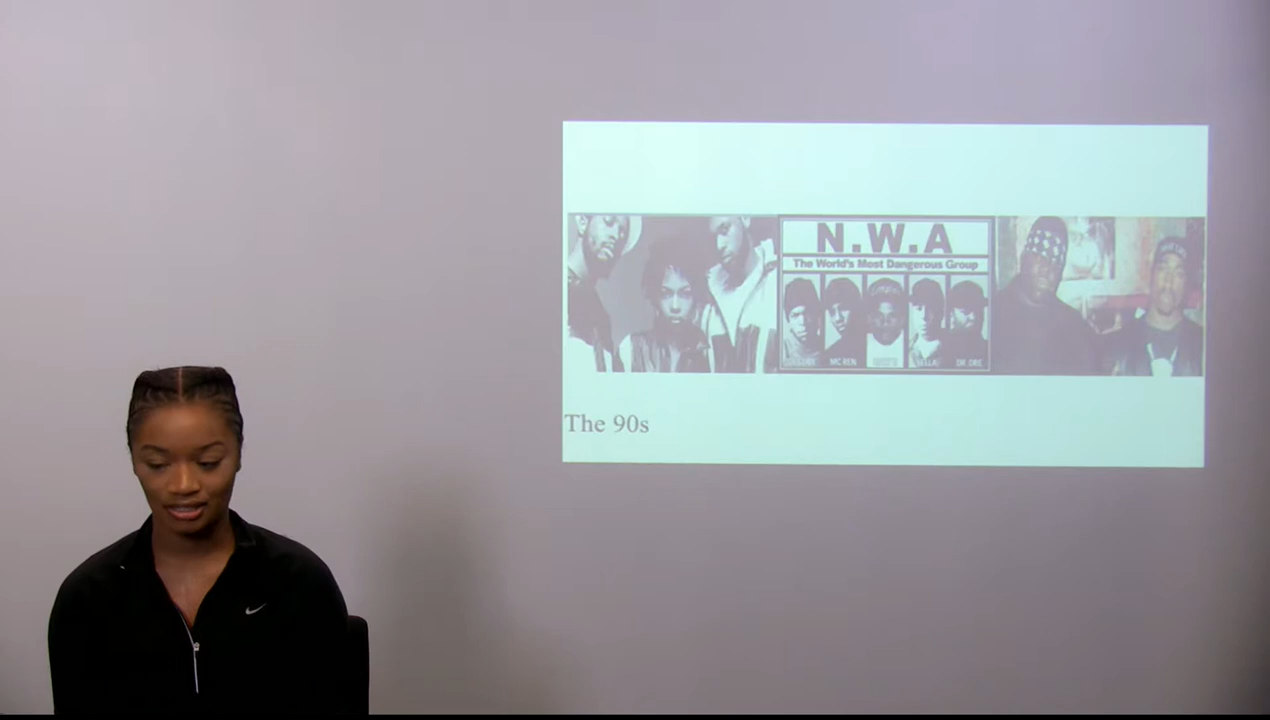 N.W.A
The World's Most Dangerous Group
MC REN
DR. DRE
The 90s